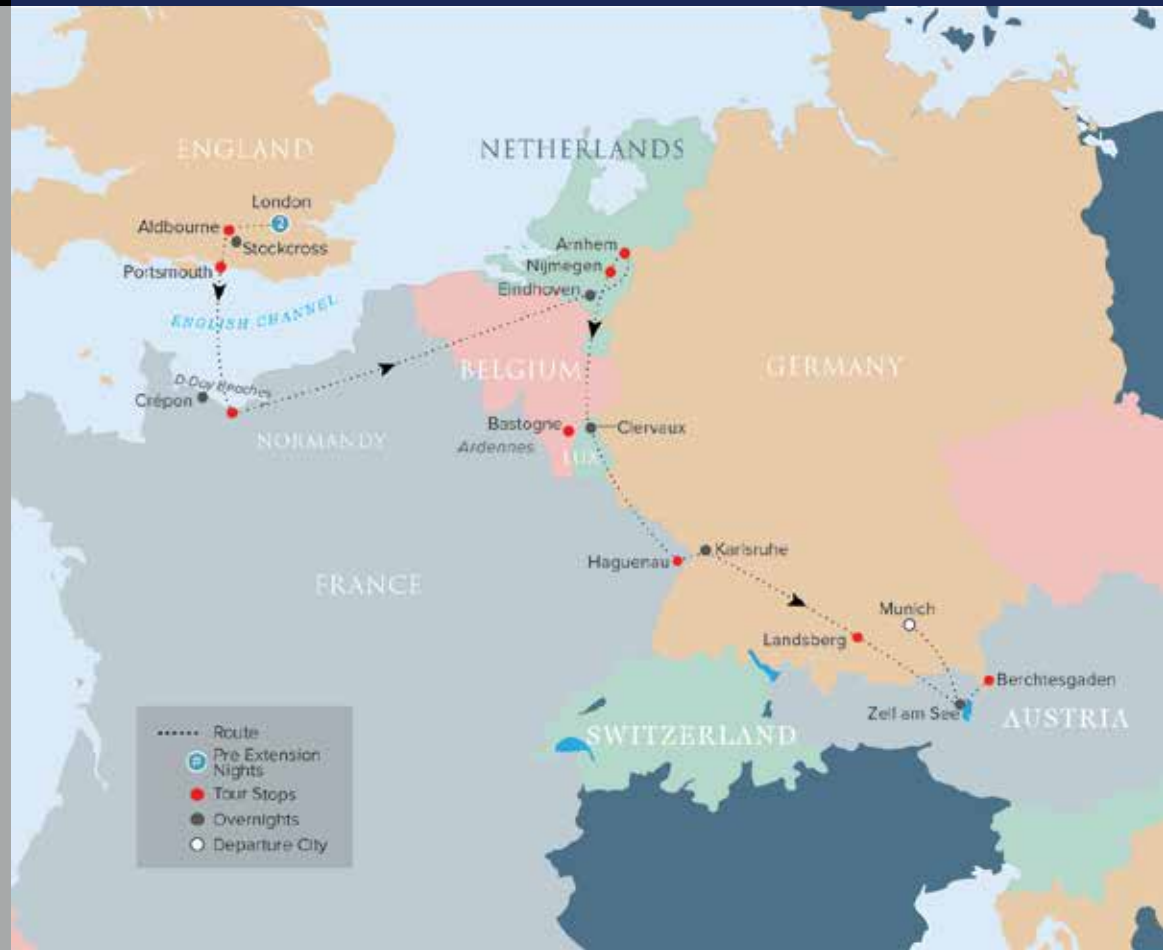 ENGLAND
NETHERLANDS
London
2
Aldbourne
Stockcross
Portsmouth
ENGLISH CHANNEL
Arnhem
Nijmegen
Eindhoven
BELGIUM
GERMANY
D-Day Beaches
Crépon
NORMANDY
Bastogne
Ardennes
Clervaux
LUX
Haguenau
Karlsruhe
FRANCE
Munich
Landsberg
Berchtesgaden
Zell am See
AUSTRIA
SWITZERLAND
Route
Pre Extension
Nights
Tour Stops
Overnights
Departure City